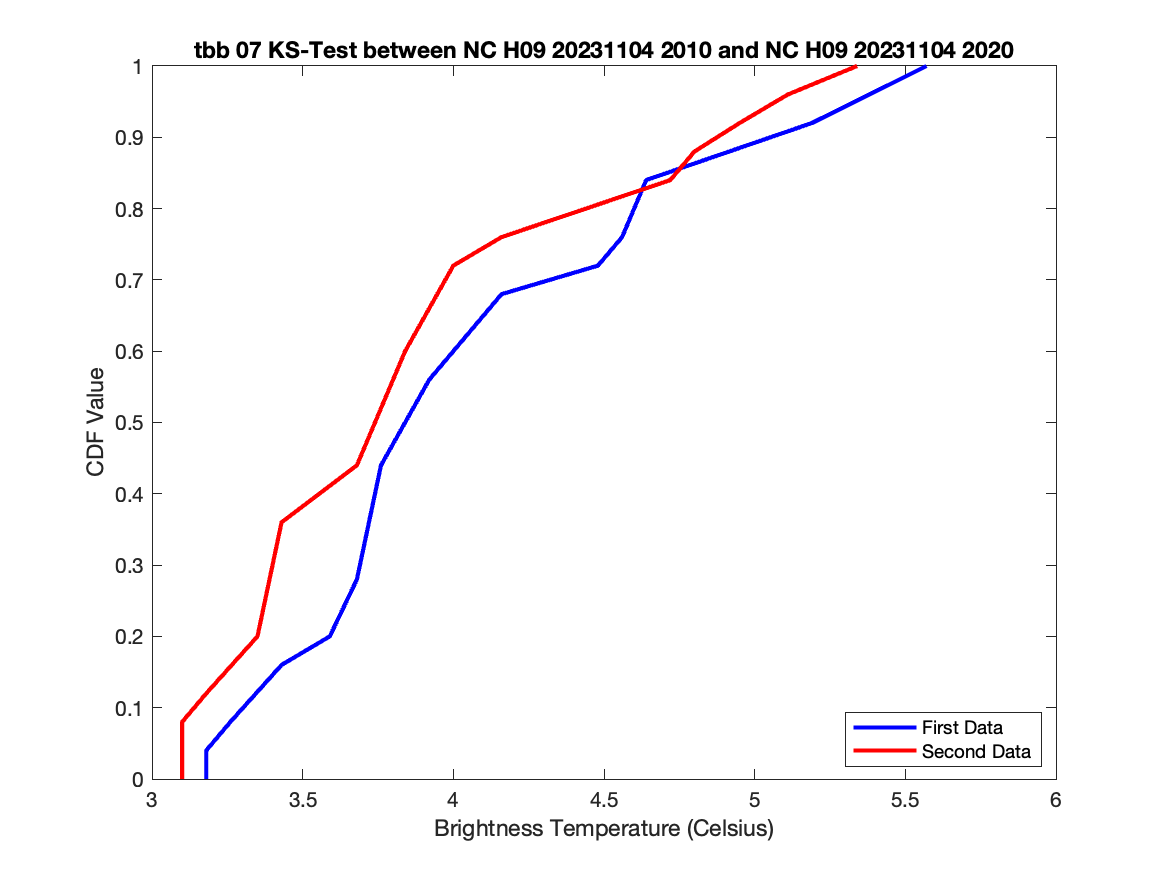 tbb 07 KS-Test between NC H09 20231104 2010 and NC H09 20231104 2020
1
0.9
0.8
0.7
0.6
0.5
0.4
0.3
0.2
0.1
0
CDF Value
3 3.5 4 4.5 5 5.5 6
Brightness Temperature (Celsius)
First Data
Second Data